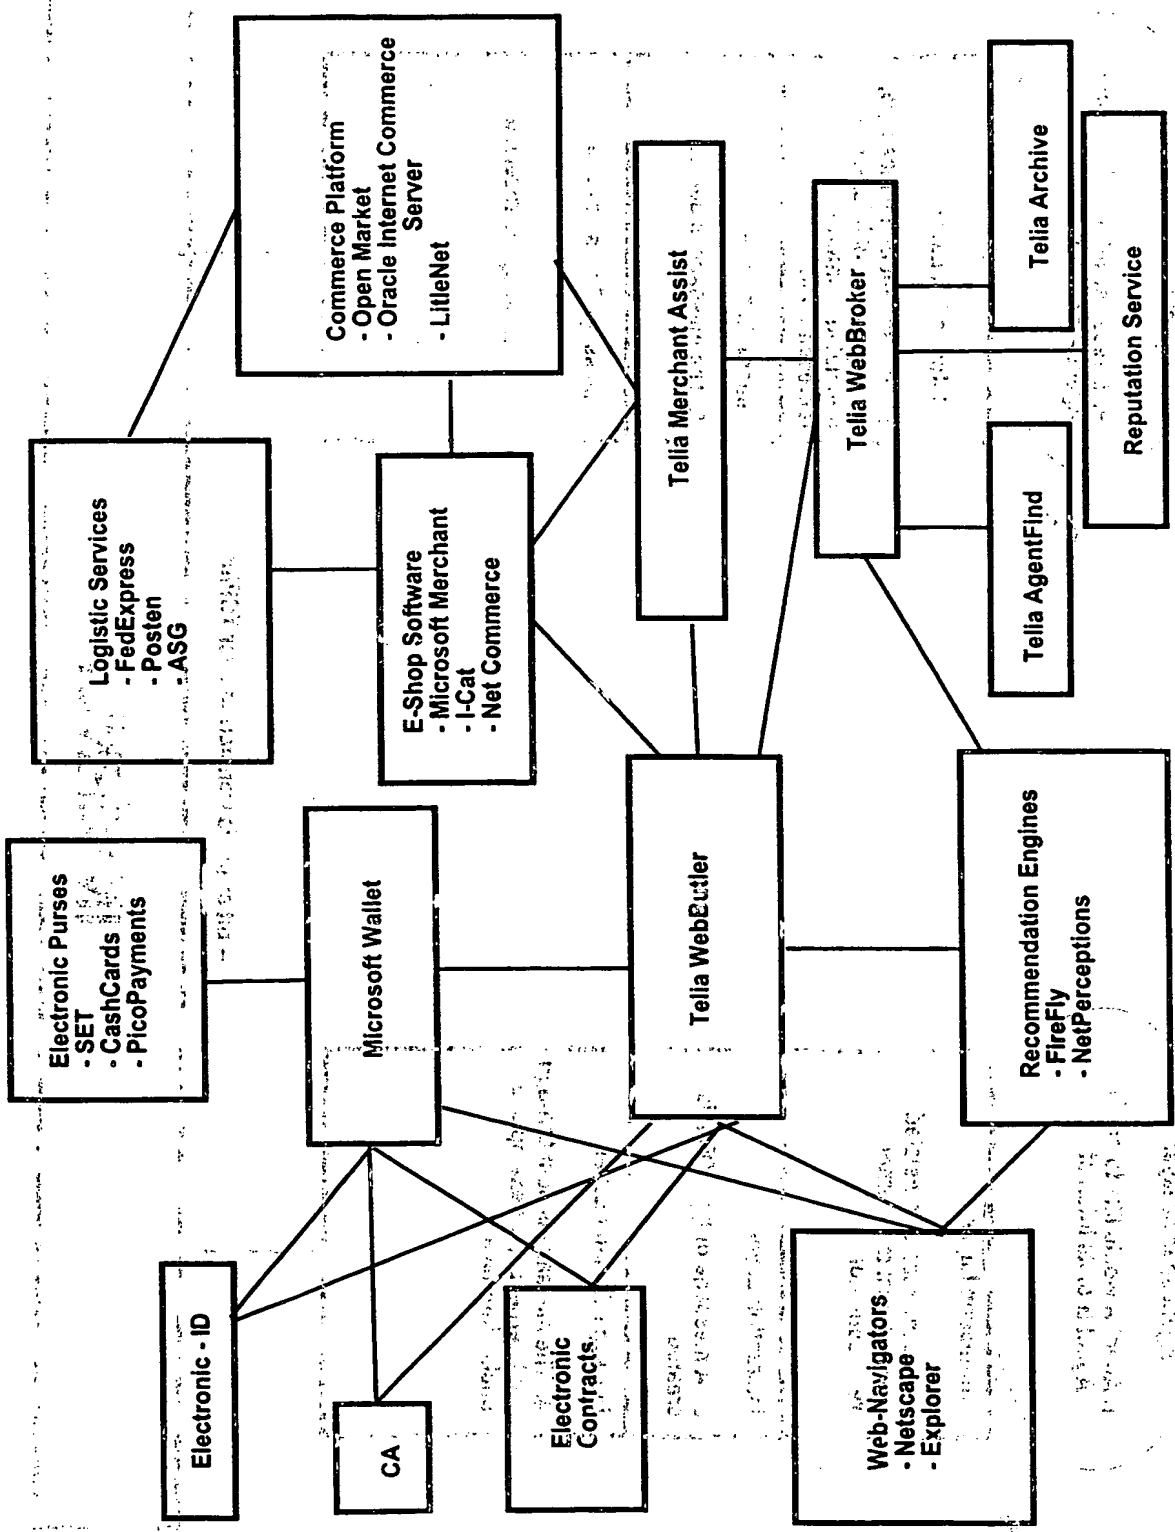 Electronic - ID
CA
Electronic
Contracts
Web-Navigators
- Netscape
- Explorer
Electronic Purses
- SET
- CashCards
- PicoPayments
Microsoft Wallet
Telia WebButler
Recommendation Engines
- FireFly
- NetPerceptions
Logistic Services
- FedExpress
- Posten
- ASG
E-Shop Software
- Microsoft Merchant
- I-Cat
- Net Commerce
Commerce Platform
- Open Market
- Oracle Internet Commerce
Server
- LitleNet
Telia Merchant Assist
Telia WebBroker
Telia AgentFind
Telia Archive
Reputation Service